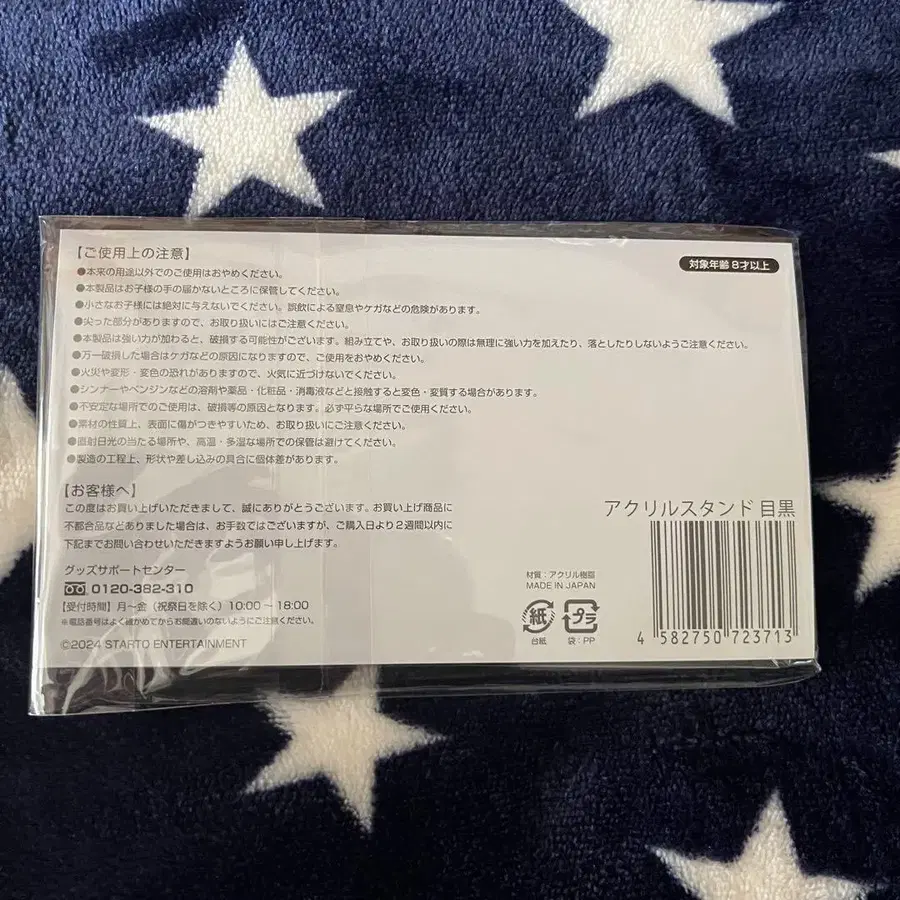 【ご使用上の注意】
対象年齢 8才以上
●本来の用途以外でのご使用はおやめください。
●本製品はお子様の手の届かないところに保管してください。
●小さなお子様には絶対に与えないでください。誤飲による窒息やケガなどの危険があります。
●尖った部分がありますので、お取り扱いにはご注意ください。
●本製品は強い力が加わると、破損する可能性がございます。組み立てや、お取り扱いの際は無理に強い力を加えたり、落としたりしないようご注意ください。
●万一破損した場合はケガなどの原因になりますので、ご使用をおやめください。
●火災や変形・変色の恐れがありますので、火気に近づけないでください。
●シンナーやベンジンなどの溶剤や薬品・化粧品・消毒液などと接触すると変色・変質する場合があります。
●不安定な場所でのご使用は、破損等の原因となります。必ず平らな場所でご使用ください。
●素材の性質上、表面に傷がつきやすいため、お取り扱いにご注意ください。
●直射日光の当たる場所や、高温・多湿な場所での保管は避けてください。
●製造の工程上、形状や差し込みの具合に個体差があります。
【お客様へ】
この度はお買い上げいただきまして、誠にありがとうございます。お買い上げ商品に
不都合品などありました場合は、お手数ではございますが、ご購入日より2週間以内に
下記までお問い合わせいただきますようお願い申し上げます。
グッズサポートセンター
0120-382-310
【受付時間】月～金（祝祭日を除く）10:00～18:00
※電話番号はよく確かめてからお間違いのないようにご注意ください。
©2024 STARTO ENTERTAINMENT
アクリルスタンド 目黒
材質：アクリル樹脂
MADE IN JAPAN
紙
台紙
プラ
袋：PP
4 582750 723713